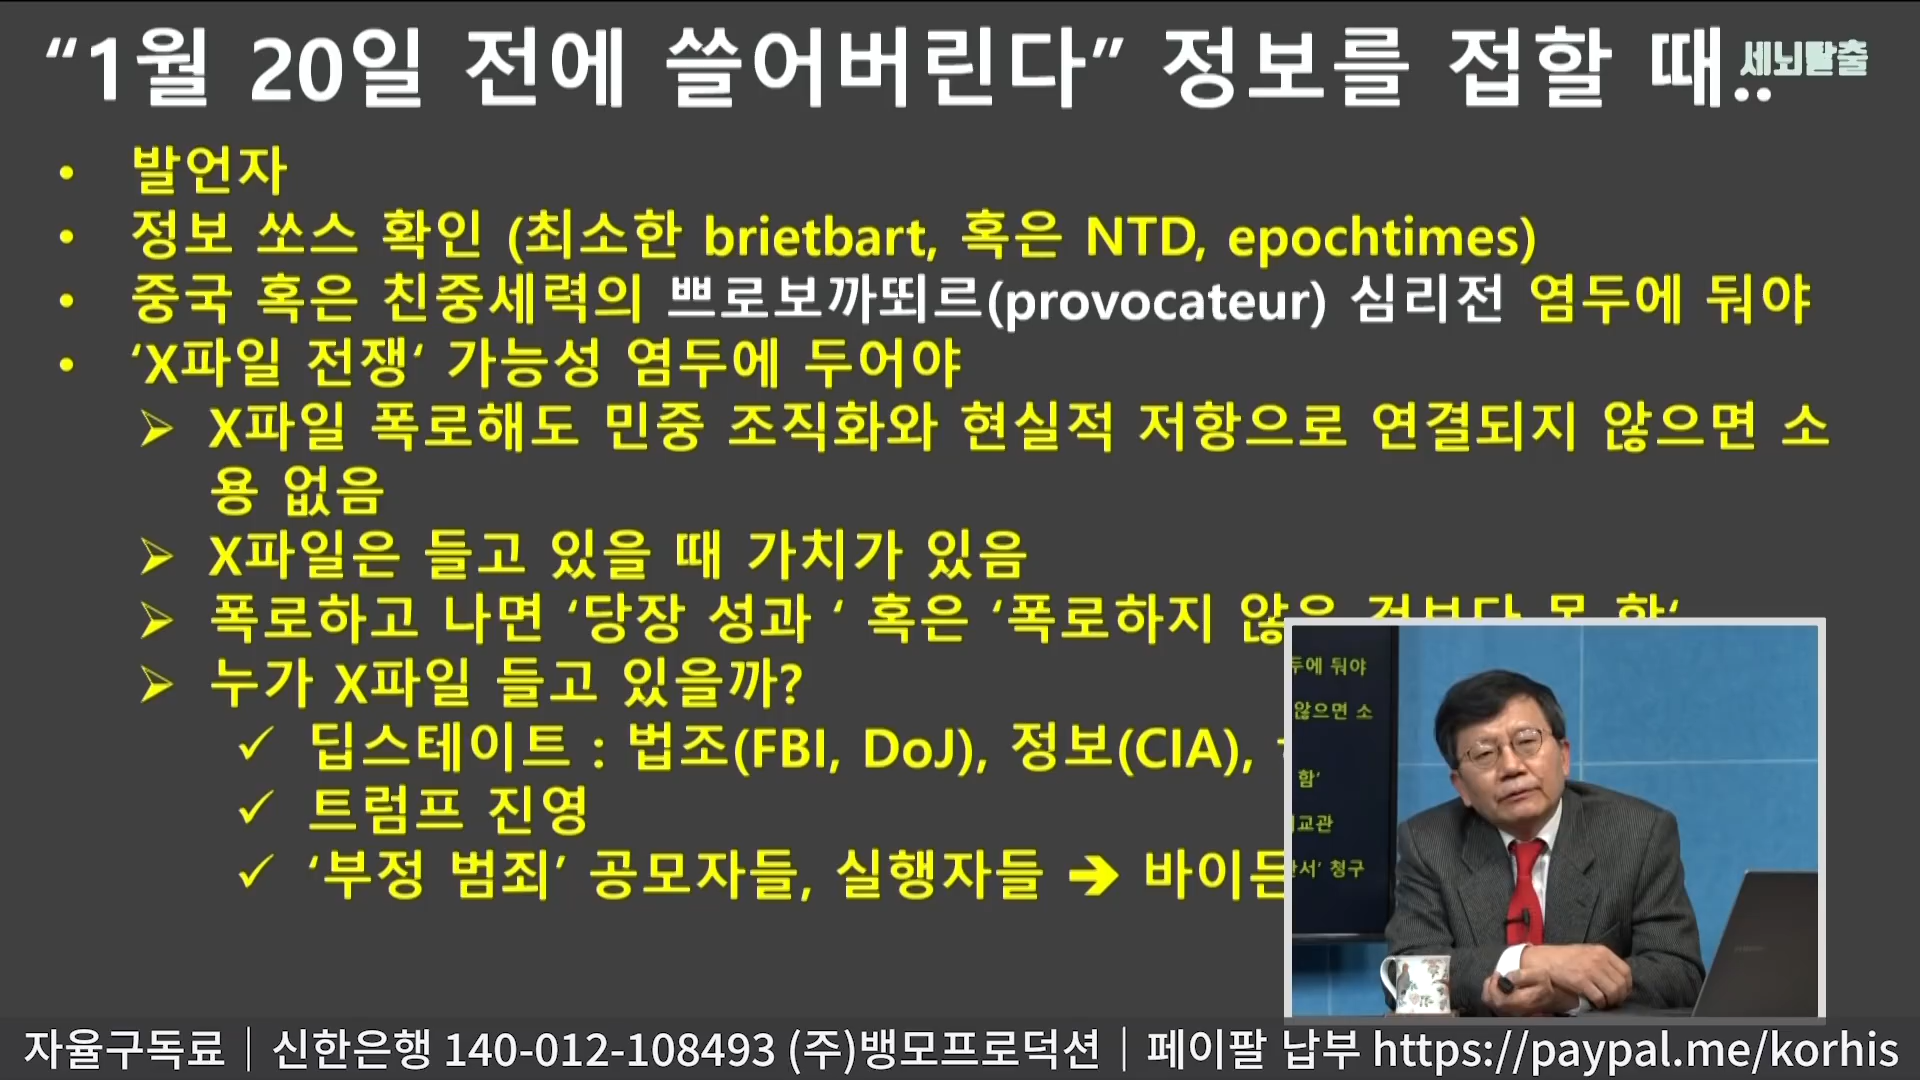 “1월 20일 전에 쓸어버린다” 정보를 접할 때..
세뇌탈출
• 발언자
• 정보 쏘스 확인 (최소한 brietbart, 혹은 NTD, epochtimes)
• 중국 혹은 친중세력의 쁘로보까뙤르(provocateur) 심리전 염두에 둬야
• ‘X파일 전쟁‘ 가능성 염두에 두어야
➢ X파일 폭로해도 민중 조직화와 현실적 저항으로 연결되지 않으면 소
용 없음
➢ X파일은 들고 있을 때 가치가 있음
➢ 폭로하고 나면 ‘당장 성과 ‘ 혹은 ‘폭로하지 않은 것보다 못 함‘
➢ 누가 X파일 들고 있을까?
✓ 딥스테이트 : 법조(FBI, DoJ), 정보(CIA),
✓ 트럼프 진영
✓ ‘부정 범죄’ 공모자들, 실행자들 ➔ 바이든
두에 둬야
않으면 소
함’
교관
서’ 청구
자율구독료 | 신한은행 140-012-108493 (주)뱅모프로덕션 | 페이팔 납부 https://paypal.me/korhis